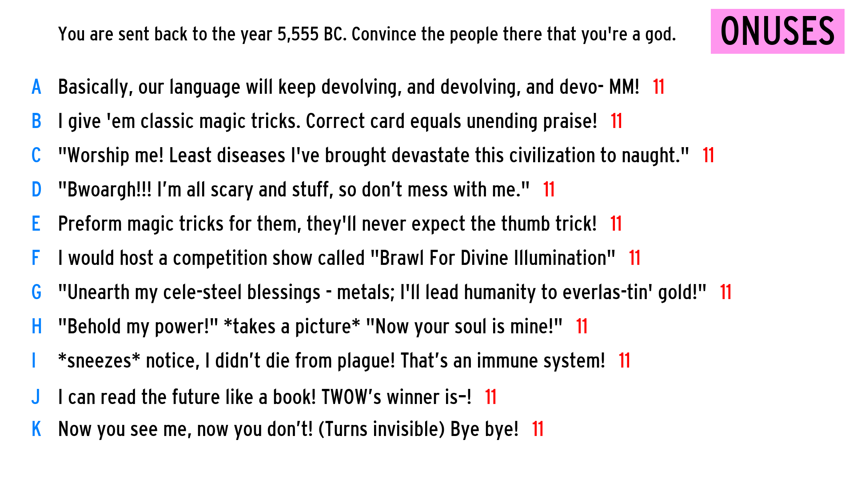 You are sent back to the year 5,555 BC. Convince the people there that you're a god.
ONUSES
A Basically, our language will keep devolving, and devolving, and devo- MM! 11
B I give 'em classic magic tricks. Correct card equals unending praise! 11
C "Worship me! Least diseases I've brought devastate this civilization to naught." 11
D "Bwoargh!!! I’m all scary and stuff, so don’t mess with me." 11
E Preform magic tricks for them, they'll never expect the thumb trick! 11
F I would host a competition show called "Brawl For Divine Illumination" 11
G "Unearth my cele-steel blessings - metals; I'll lead humanity to everlas-tin' gold!" 11
H "Behold my power!" *takes a picture* "Now your soul is mine!" 11
I *sneezes* notice, I didn’t die from plague! That’s an immune system! 11
J I can read the future like a book! TWOW’s winner is–! 11
K Now you see me, now you don’t! (Turns invisible) Bye bye! 11